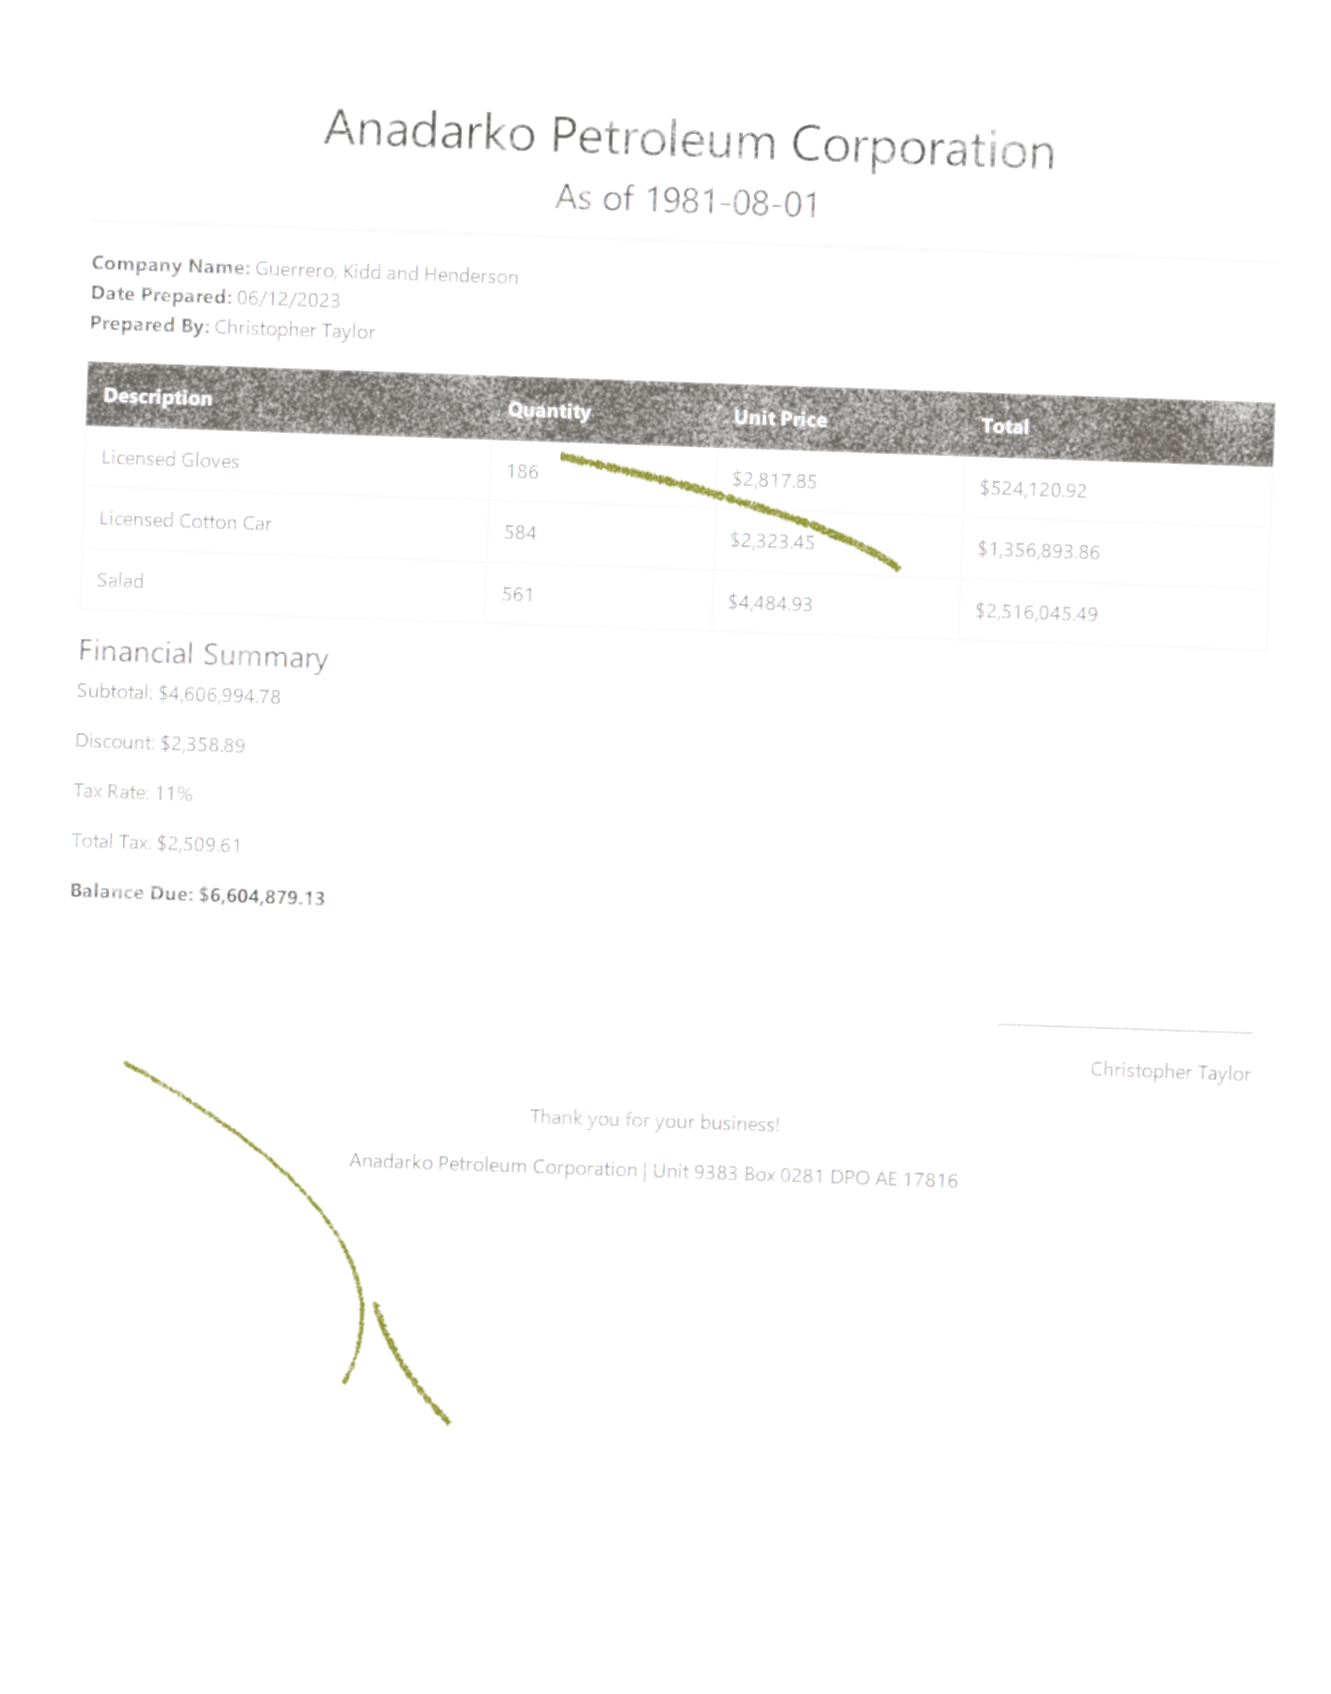 Anadarko Petroleum Corporation
As of 1981-08-01
Company Name: Guerrero, Kidd and Henderson
Date Prepared: 06/12/2023
Prepared By: Christopher Taylor
Description Quantity Unit Price Total
Licensed Gloves 186 $2,817.85 $524,120.92
Licensed Cotton Car 584 $2,323.45 $1,356,893.86
Salad 561 $4,484.93 $2,516,045.49
Financial Summary
Subtotal: $4,606,994.78
Discount: $2,358.89
Tax Rate: 11%
Total Tax: $2,509.61
Balance Due: $6,604,879.13
Christopher Taylor
Thank you for your business!
Anadarko Petroleum Corporation | Unit 9383 Box 0281 DPO AE 17816